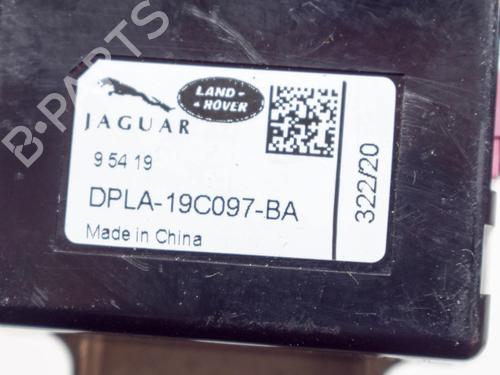 JAGUAR
LAND
ROVER
9 54 19
DPLA-19C097-BA
Made in China
322/20
B-PARTS